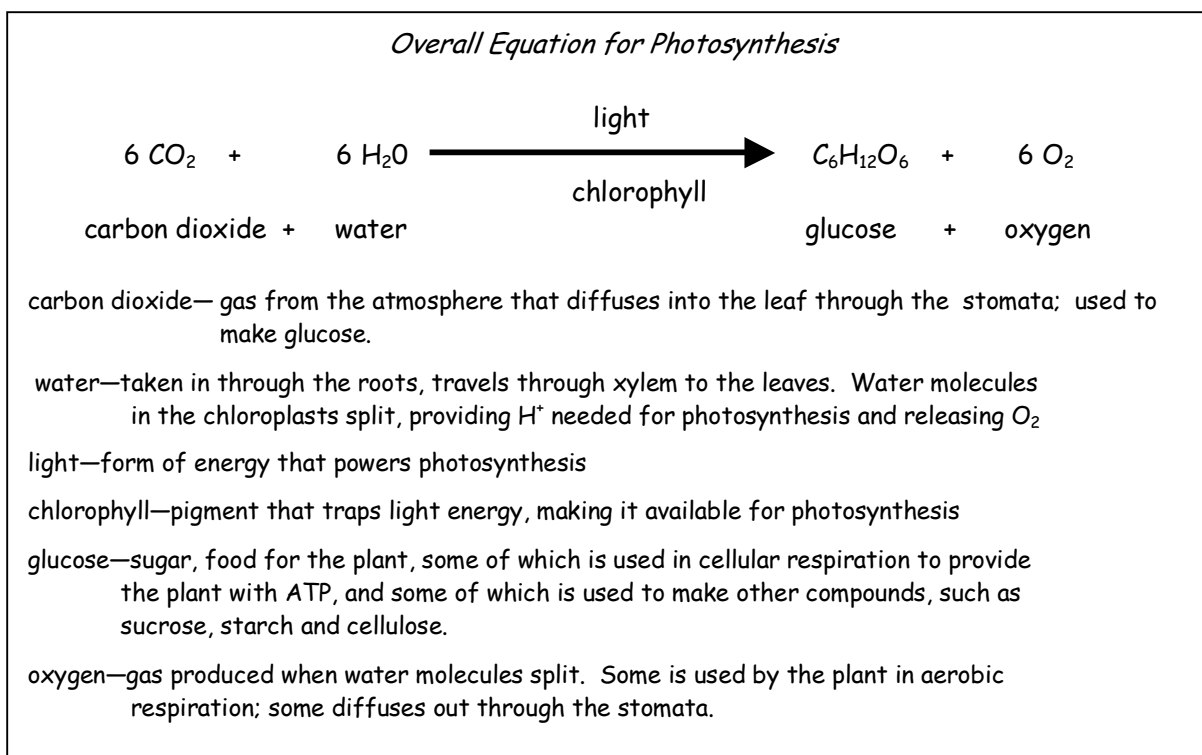 Overall Equation for Photosynthesis
light
6 CO₂ + 6 H₂0 C₆H₁₂O₆ + 6 O₂
chlorophyll
carbon dioxide + water glucose + oxygen
carbon dioxide— gas from the atmosphere that diffuses into the leaf through the stomata; used to
make glucose.
water—taken in through the roots, travels through xylem to the leaves. Water molecules
in the chloroplasts split, providing H⁺ needed for photosynthesis and releasing O₂
light—form of energy that powers photosynthesis
chlorophyll—pigment that traps light energy, making it available for photosynthesis
glucose—sugar, food for the plant, some of which is used in cellular respiration to provide
the plant with ATP, and some of which is used to make other compounds, such as
sucrose, starch and cellulose.
oxygen—gas produced when water molecules split. Some is used by the plant in aerobic
respiration; some diffuses out through the stomata.